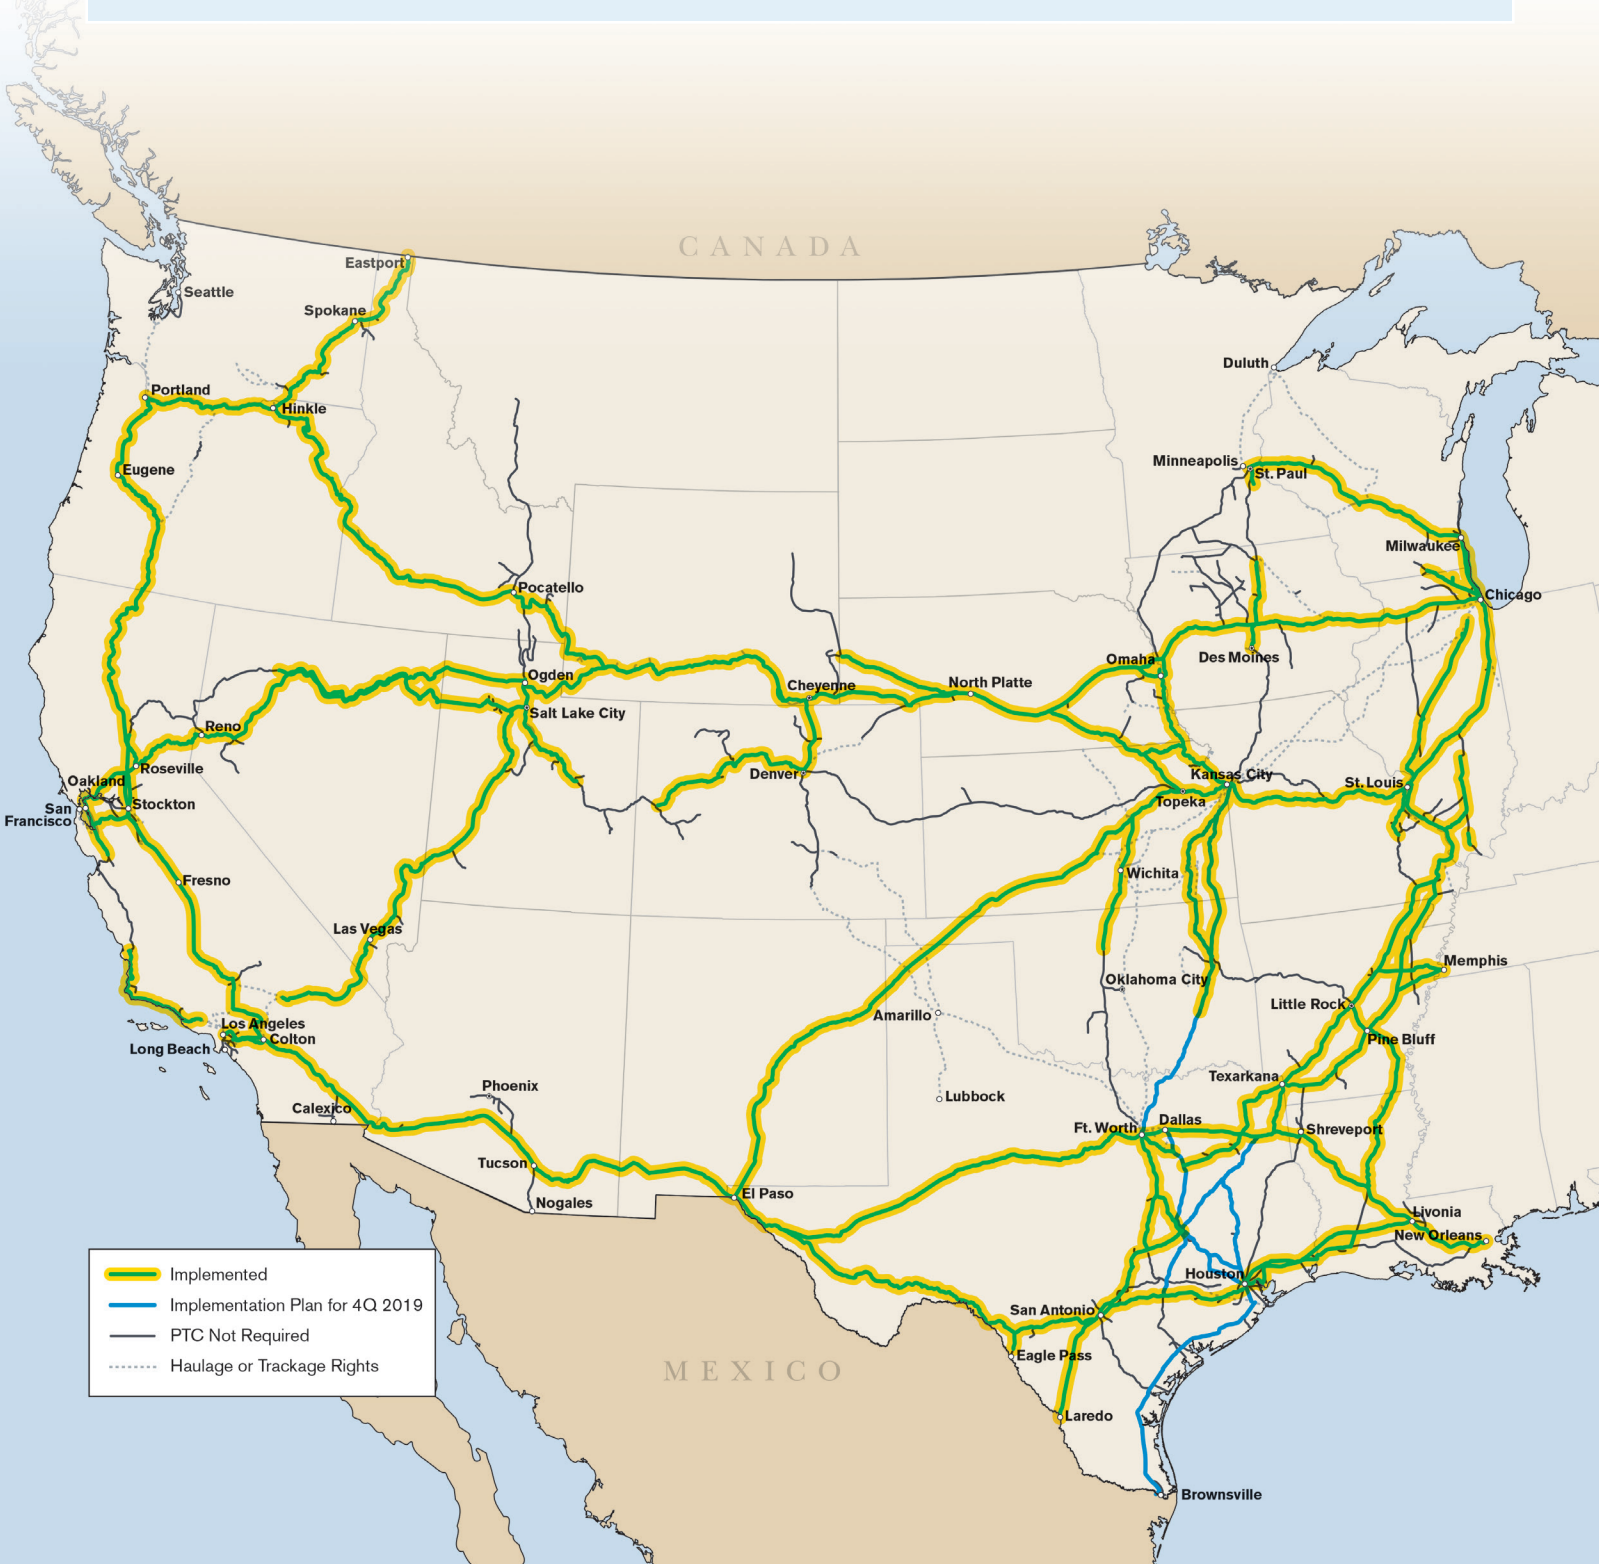 CANADA
Eastport
Seattle
Spokane
Duluth
Portland
Hinkle
Minneapolis
St. Paul
Eugene
Milwaukee
Pocatello
Chicago
Omaha
Des Moines
Ogden
Cheyenne
North Platte
Salt Lake City
Reno
Roseville
Denver
Kansas City
Oakland
St. Louis
Topeka
Stockton
San
Francisco
Fresno
Wichita
Las Vegas
Memphis
Oklahoma City
Little Rock
Amarillo
Los Angeles
Colton
Pine Bluff
Long Beach
Texarkana
Phoenix
Lubbock
Calexico
Dallas
Ft. Worth
Shreveport
Tucson
El Paso
Nogales
Livonia
New Orleans
Houston
San Antonio
Eagle Pass
MEXICO
Laredo
Brownsville
Implemented
Implementation Plan for 4Q 2019
PTC Not Required
Haulage or Trackage Rights